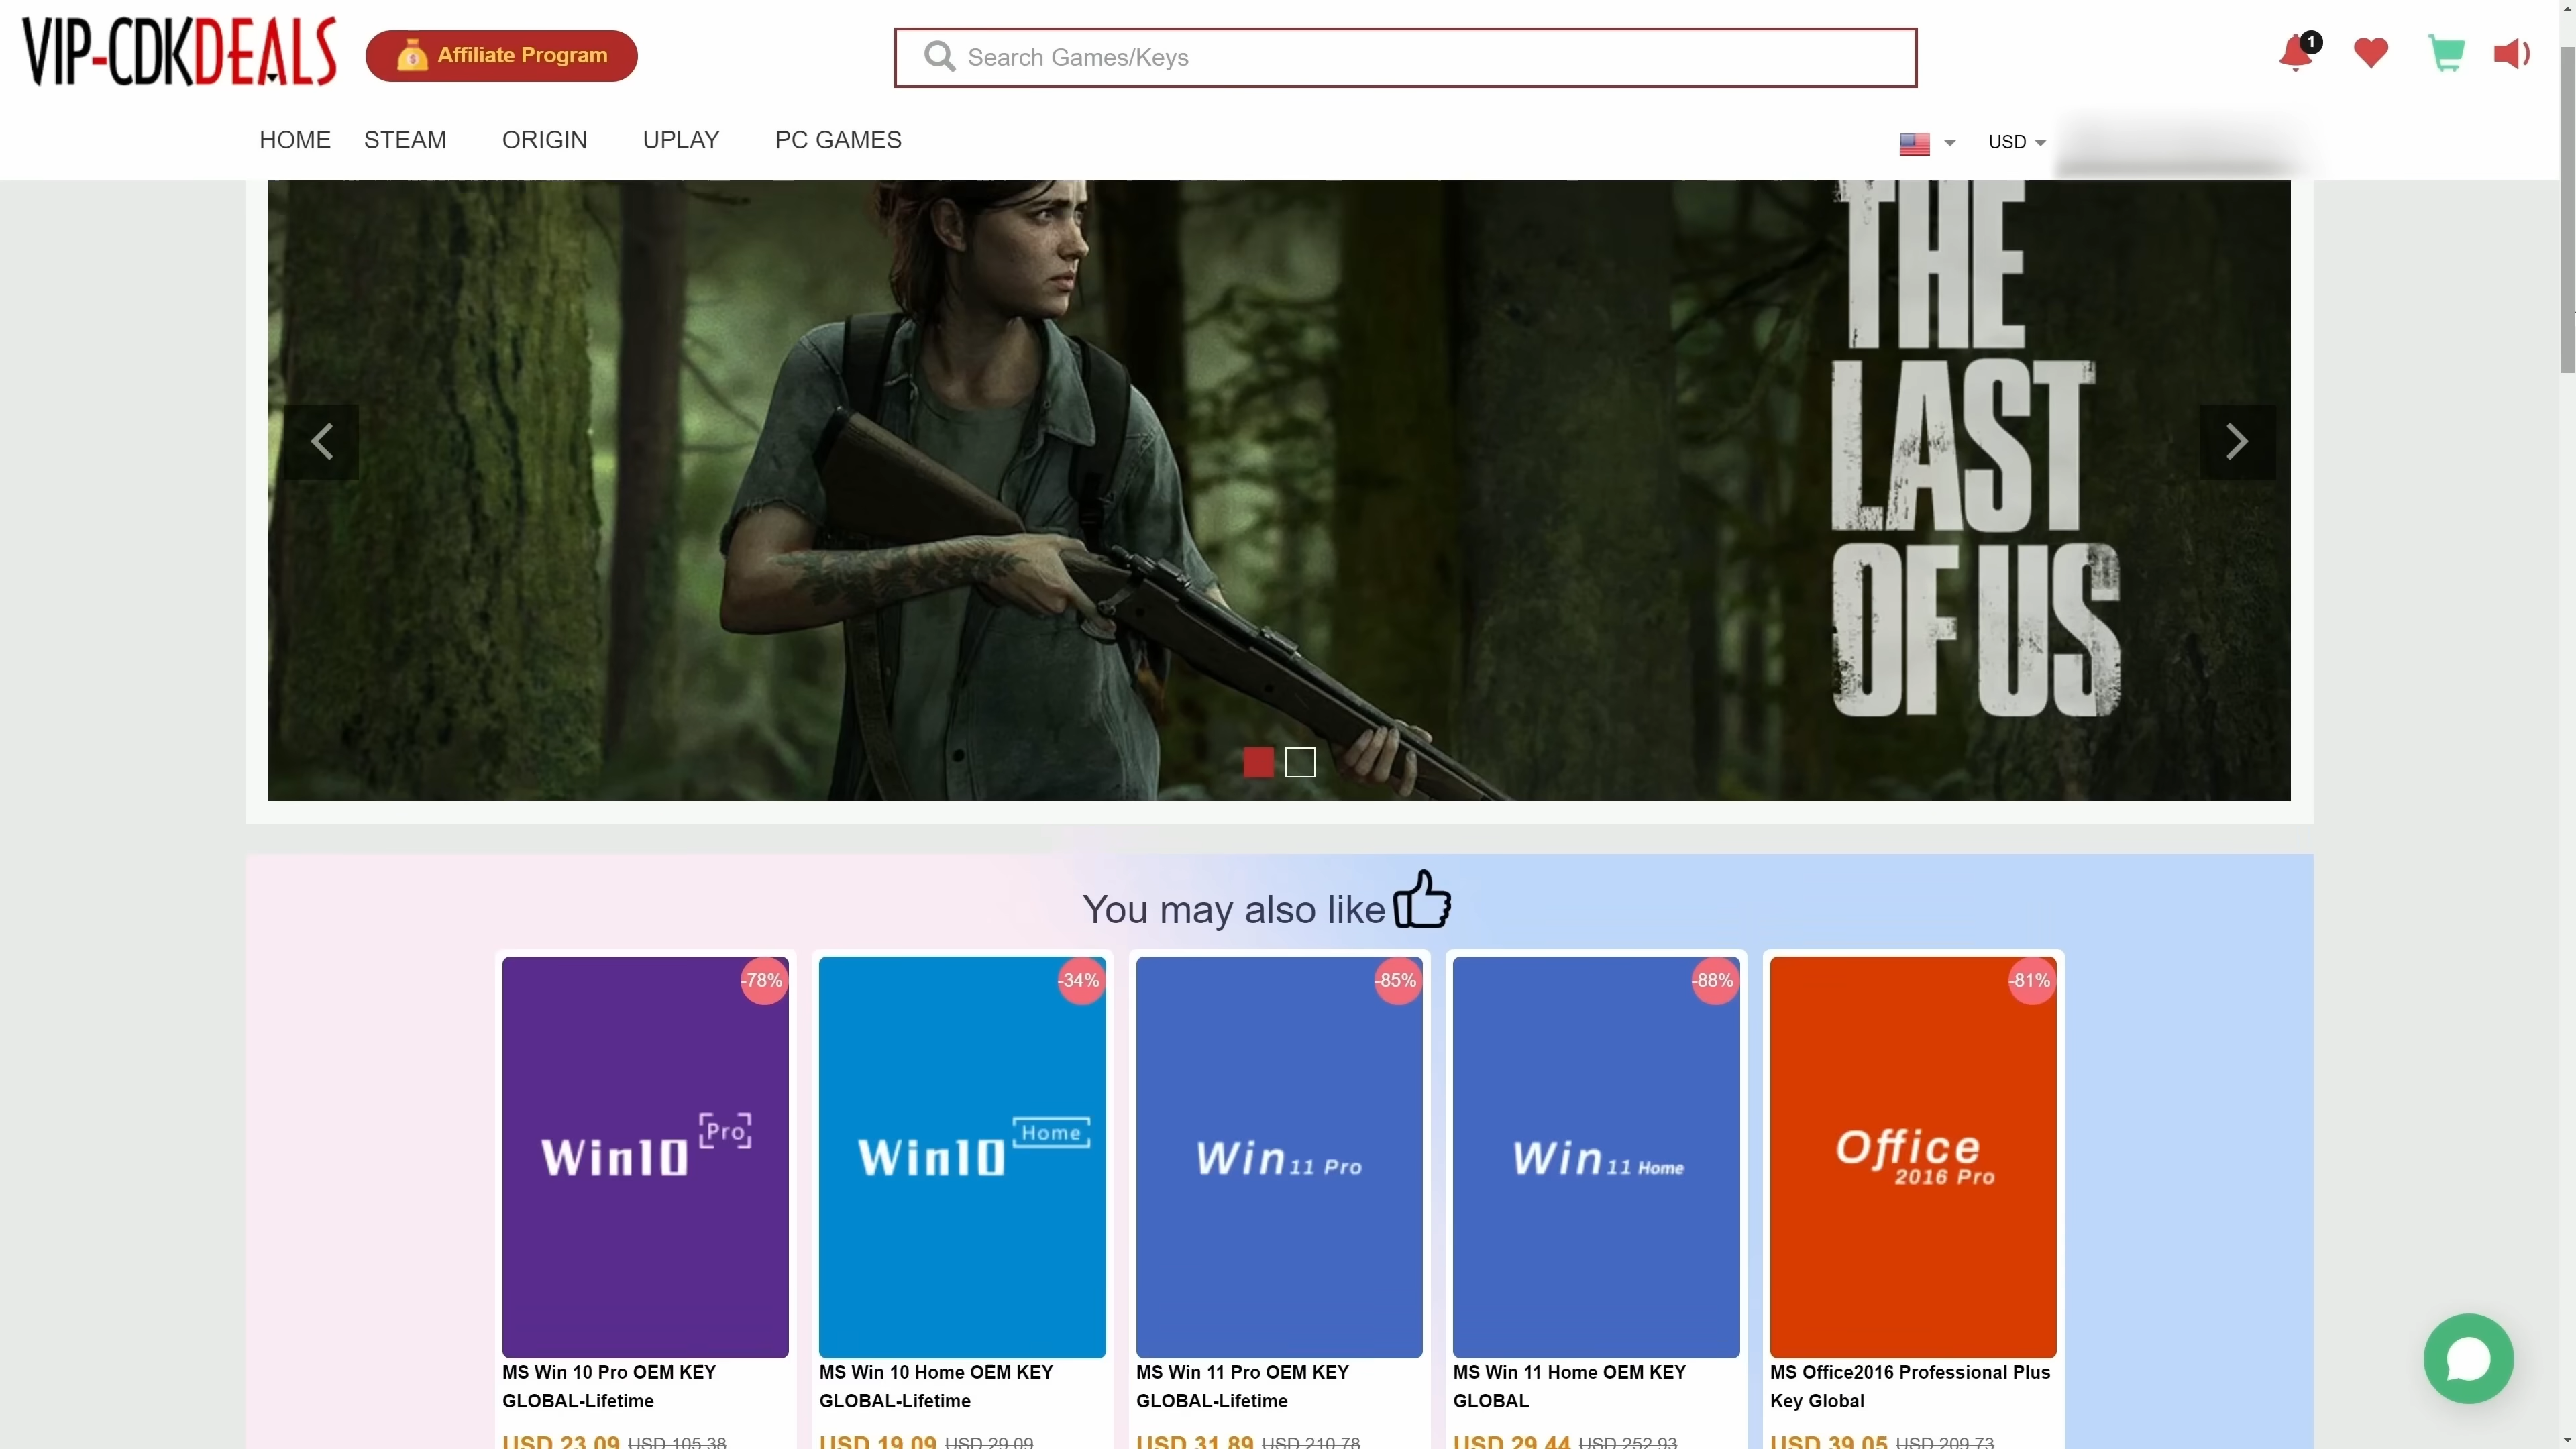 VIP-CDKDEALS
Affiliate Program
Search Games/Keys
1
HOME STEAM ORIGIN UPLAY PC GAMES
USD
THE
LAST
OF US
You may also like
-78%
-34%
-85%
-88%
-81%
Win10 Pro
Win10 Home
Win 11 Pro
Win 11 Home
Office
2016 Pro
MS Win 10 Pro OEM KEY
GLOBAL-Lifetime
USD 23.09 USD 105.38
MS Win 10 Home OEM KEY
GLOBAL-Lifetime
USD 19.09 USD 29.09
MS Win 11 Pro OEM KEY
GLOBAL-Lifetime
USD 31.89 USD 210.78
MS Win 11 Home OEM KEY
GLOBAL
USD 29.44 USD 252.93
MS Office2016 Professional Plus
Key Global
USD 39.05 USD 209.73